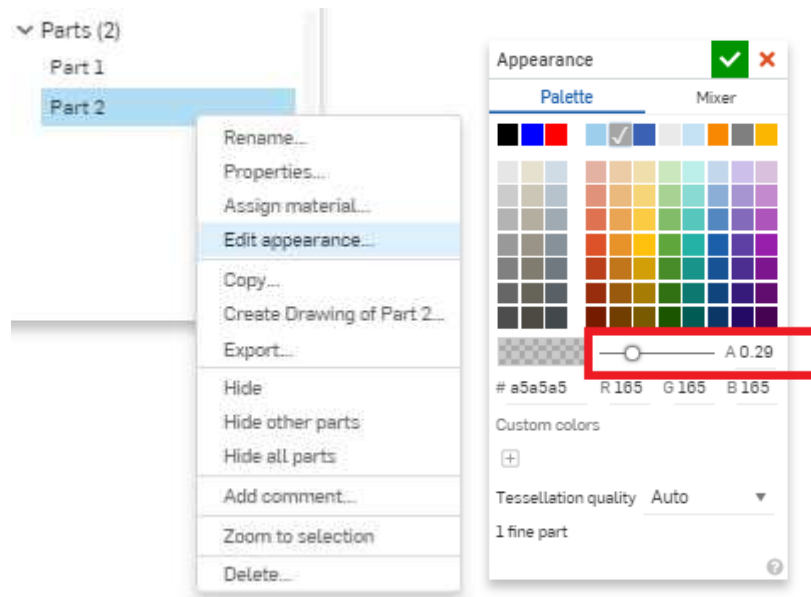 Parts (2)
Part 1
Part 2
Rename...
Properties...
Assign material...
Edit appearance...
Copy...
Create Drawing of Part 2...
Export...
Hide
Hide other parts
Hide all parts
Add comment...
Zoom to selection
Delete...
Appearance
Palette Mixer
A 0.29
# a5a5a5 R 165 G 165 B 165
Custom colors
Tessellation quality Auto
1 fine part